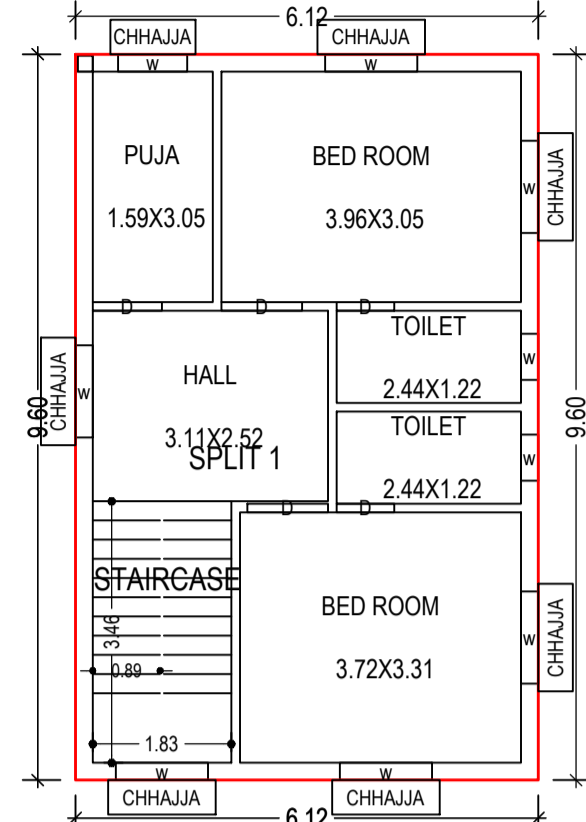 6.12
CHHAJJA
CHHAJJA
W
W
PUJA
BED ROOM
CHHAJJA
W
1.59X3.05
3.96X3.05
D
D
D
TOILET
W
CHHAJJA
W
HALL
2.44X1.22
9.60
9.60
3.11X2.52
TOILET
SPLIT 1
W
2.44X1.22
D
D
STAIRCASE
BED ROOM
3.46
CHHAJJA
W
0.89
3.72X3.31
1.83
W
W
CHHAJJA
CHHAJJA
6.12